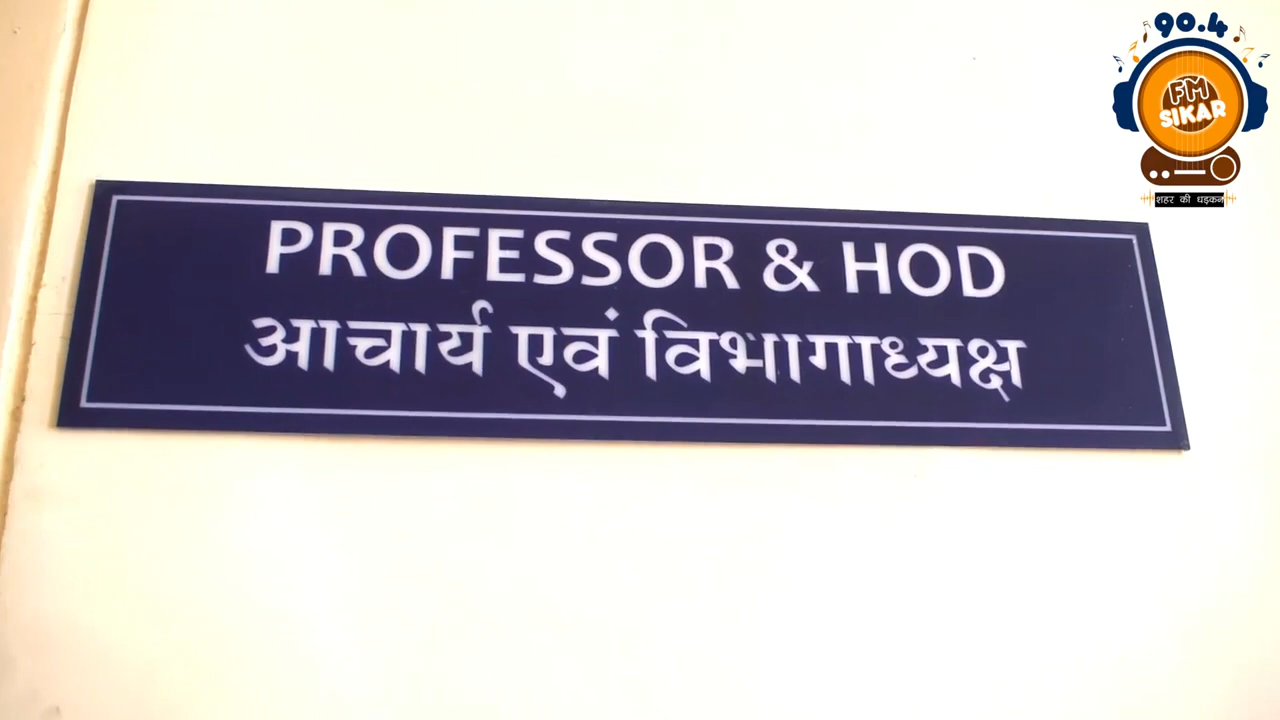 90.4
FM
SIKAR
शहर की धड़कन
PROFESSOR & HOD
आचार्य एवं विभागाध्यक्ष